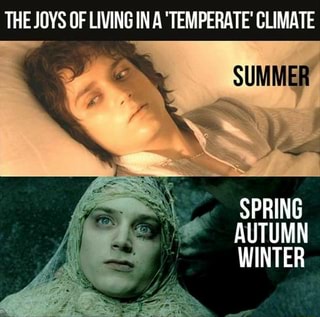 THE JOYS OF LIVING IN A 'TEMPERATE' CLIMATE
SUMMER
SPRING
AUTUMN
WINTER